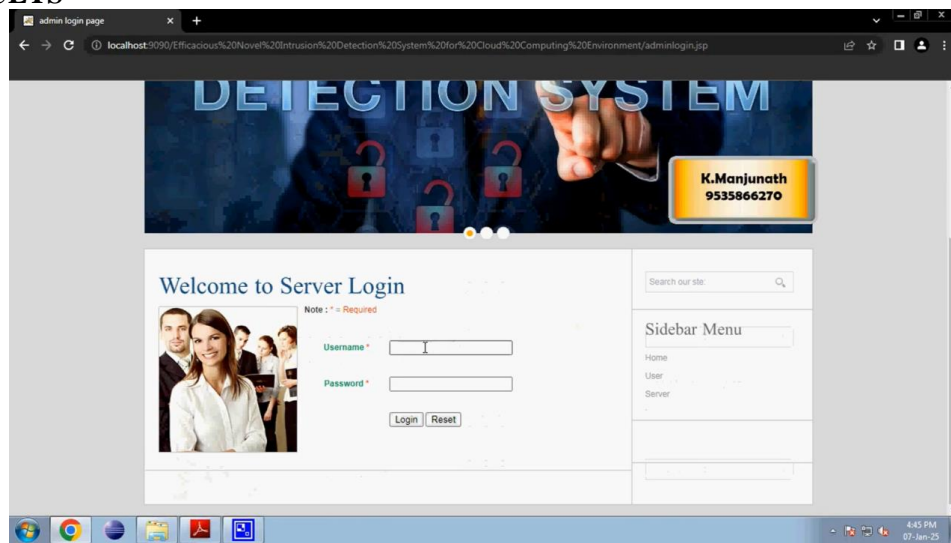 admin login page
localhost:9090/Efficacious%20Novel%20Intrusion%20Detection%20System%20for%20Cloud%20Computing%20Environment/adminlogin.jsp
DETECTION SYSTEM
K.Manjunath
9535866270
Welcome to Server Login
Note : * = Required
Username *
Password *
Login Reset
Search our ste:
Sidebar Menu
Home
User
Server
4:45 PM
07-Jan-25